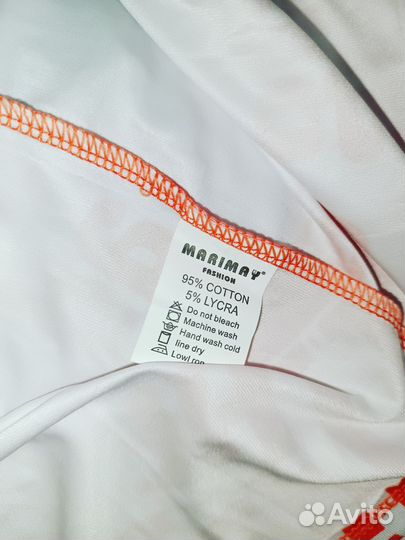 MARIMAY®
FASHION
95% COTTON
5% LYCRA
Do not bleach
Machine wash
Hand wash cold
line dry
Avito